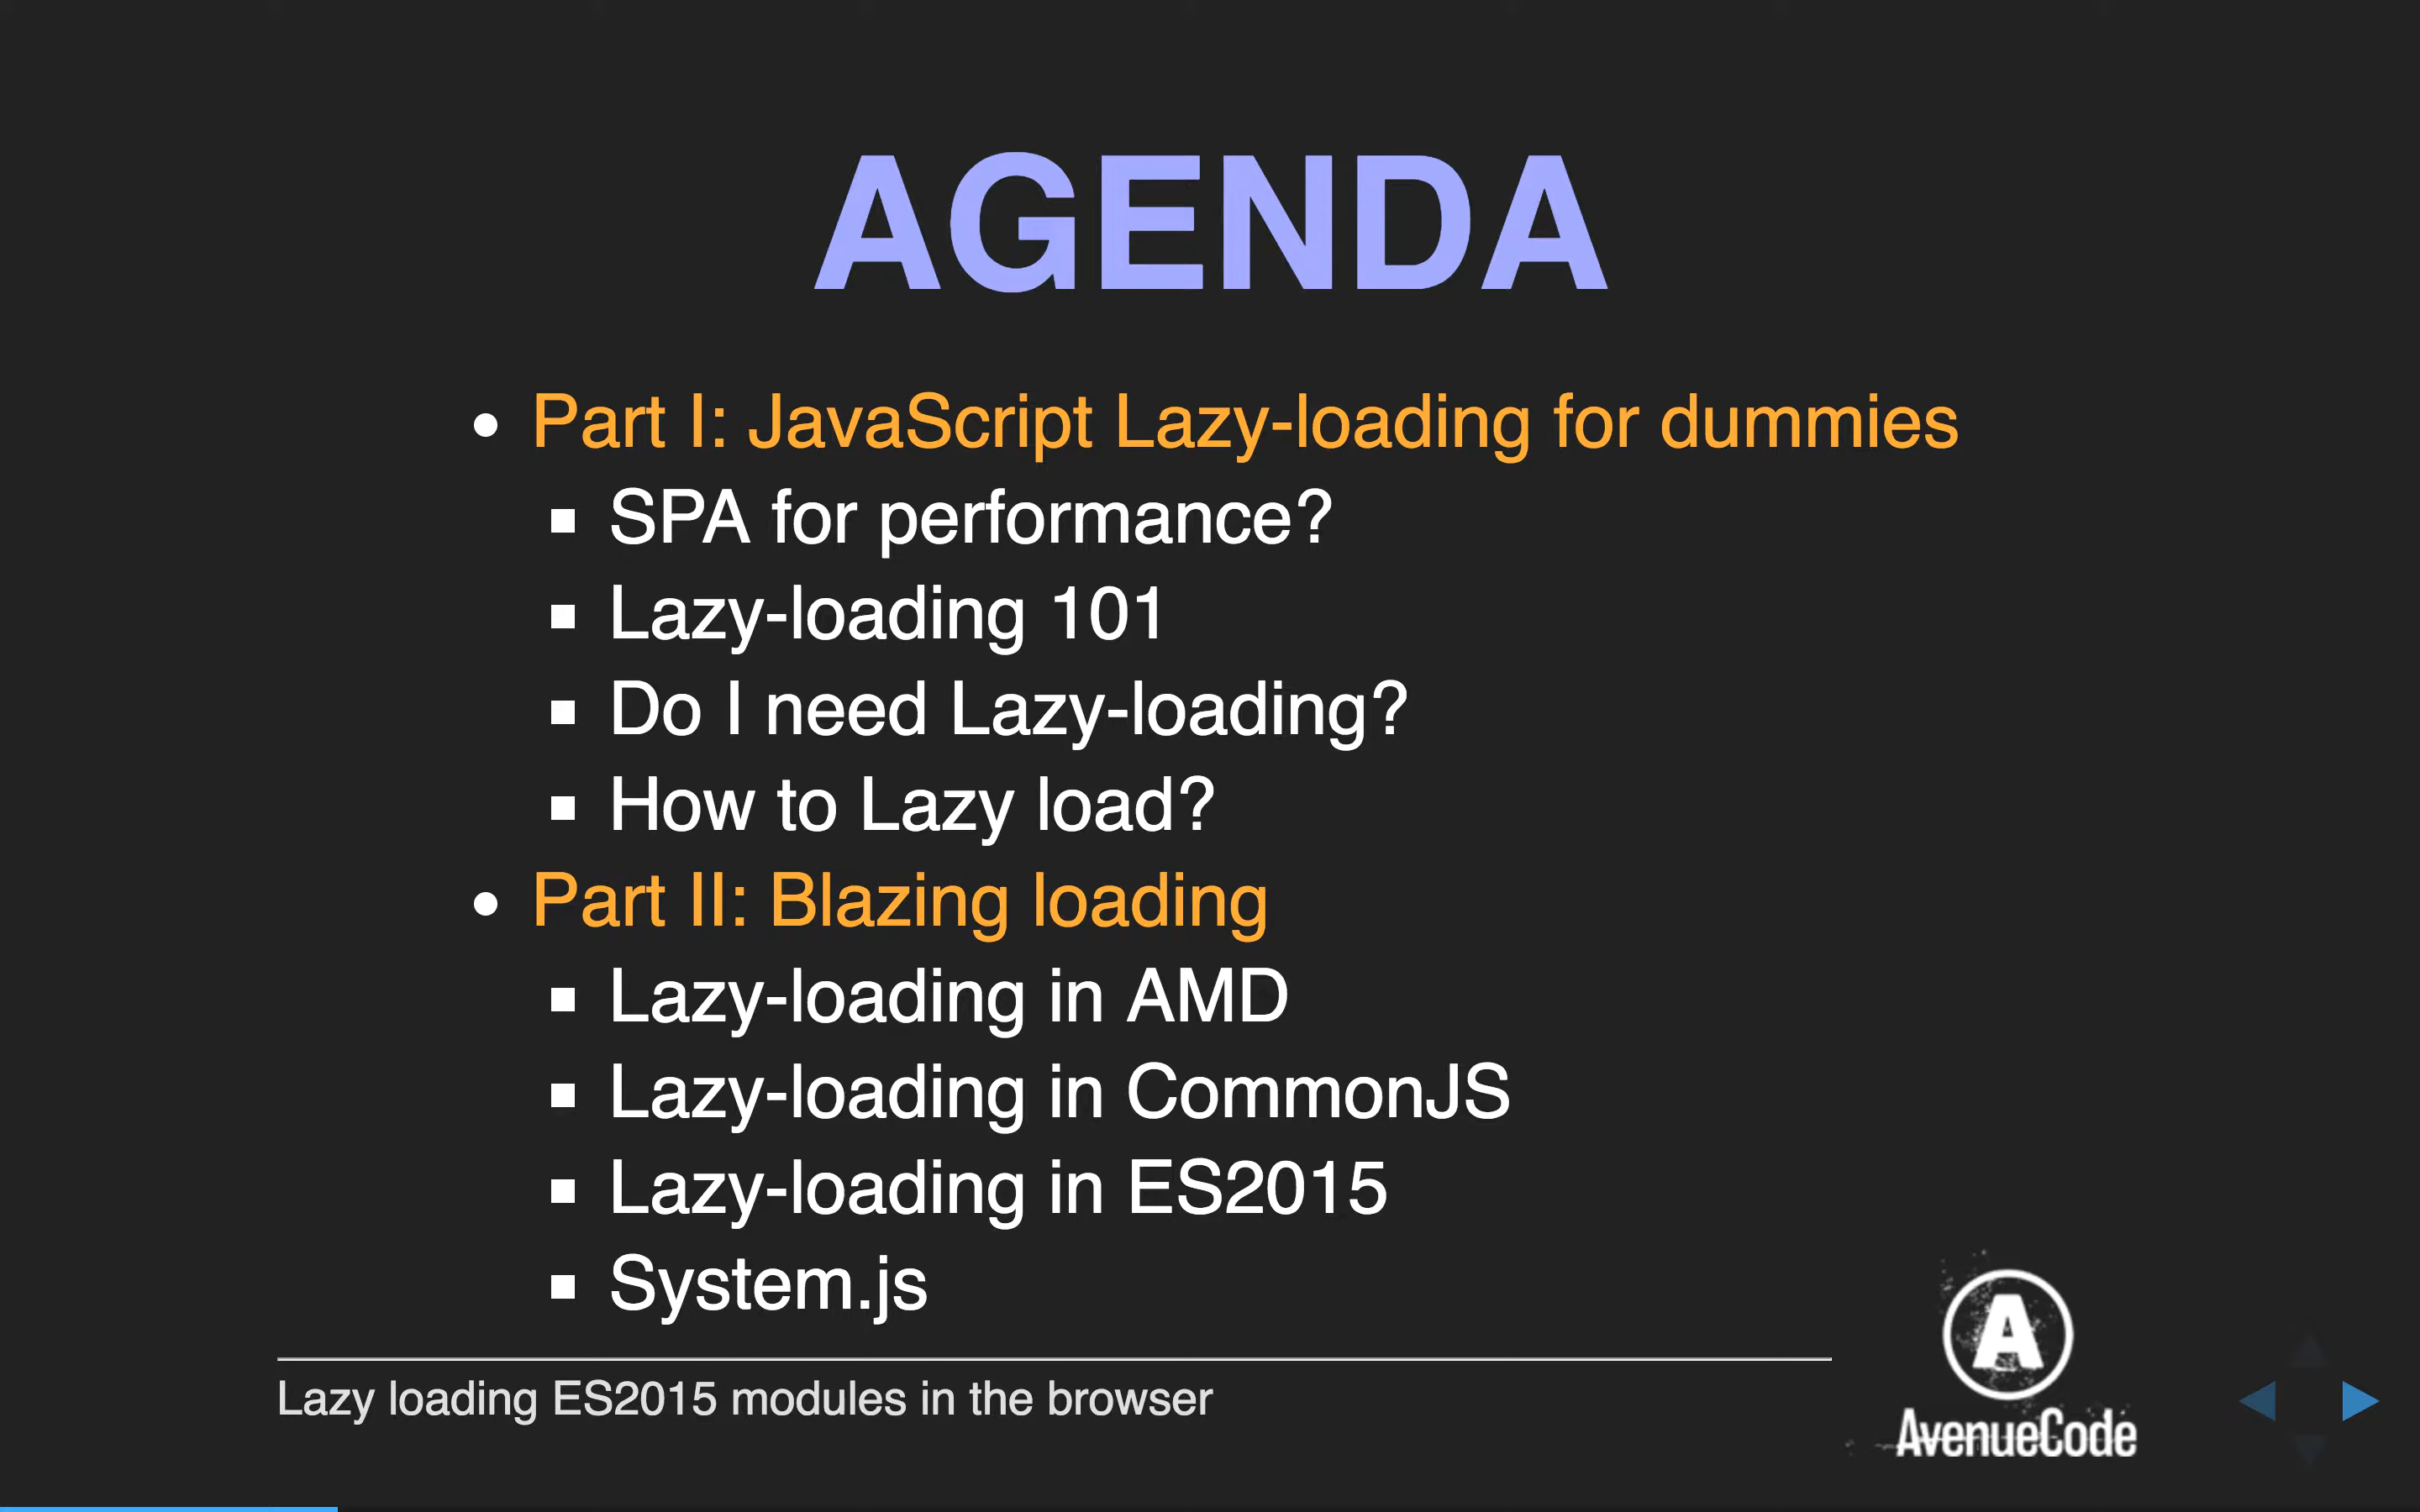 AGENDA
Part I: JavaScript Lazy-loading for dummies
SPA for performance?
Lazy-loading 101
Do I need Lazy-loading?
How to Lazy load?
Part II: Blazing loading
Lazy-loading in AMD
Lazy-loading in CommonJS
Lazy-loading in ES2015
System.js
Lazy loading ES2015 modules in the browser
A
AvenueCode